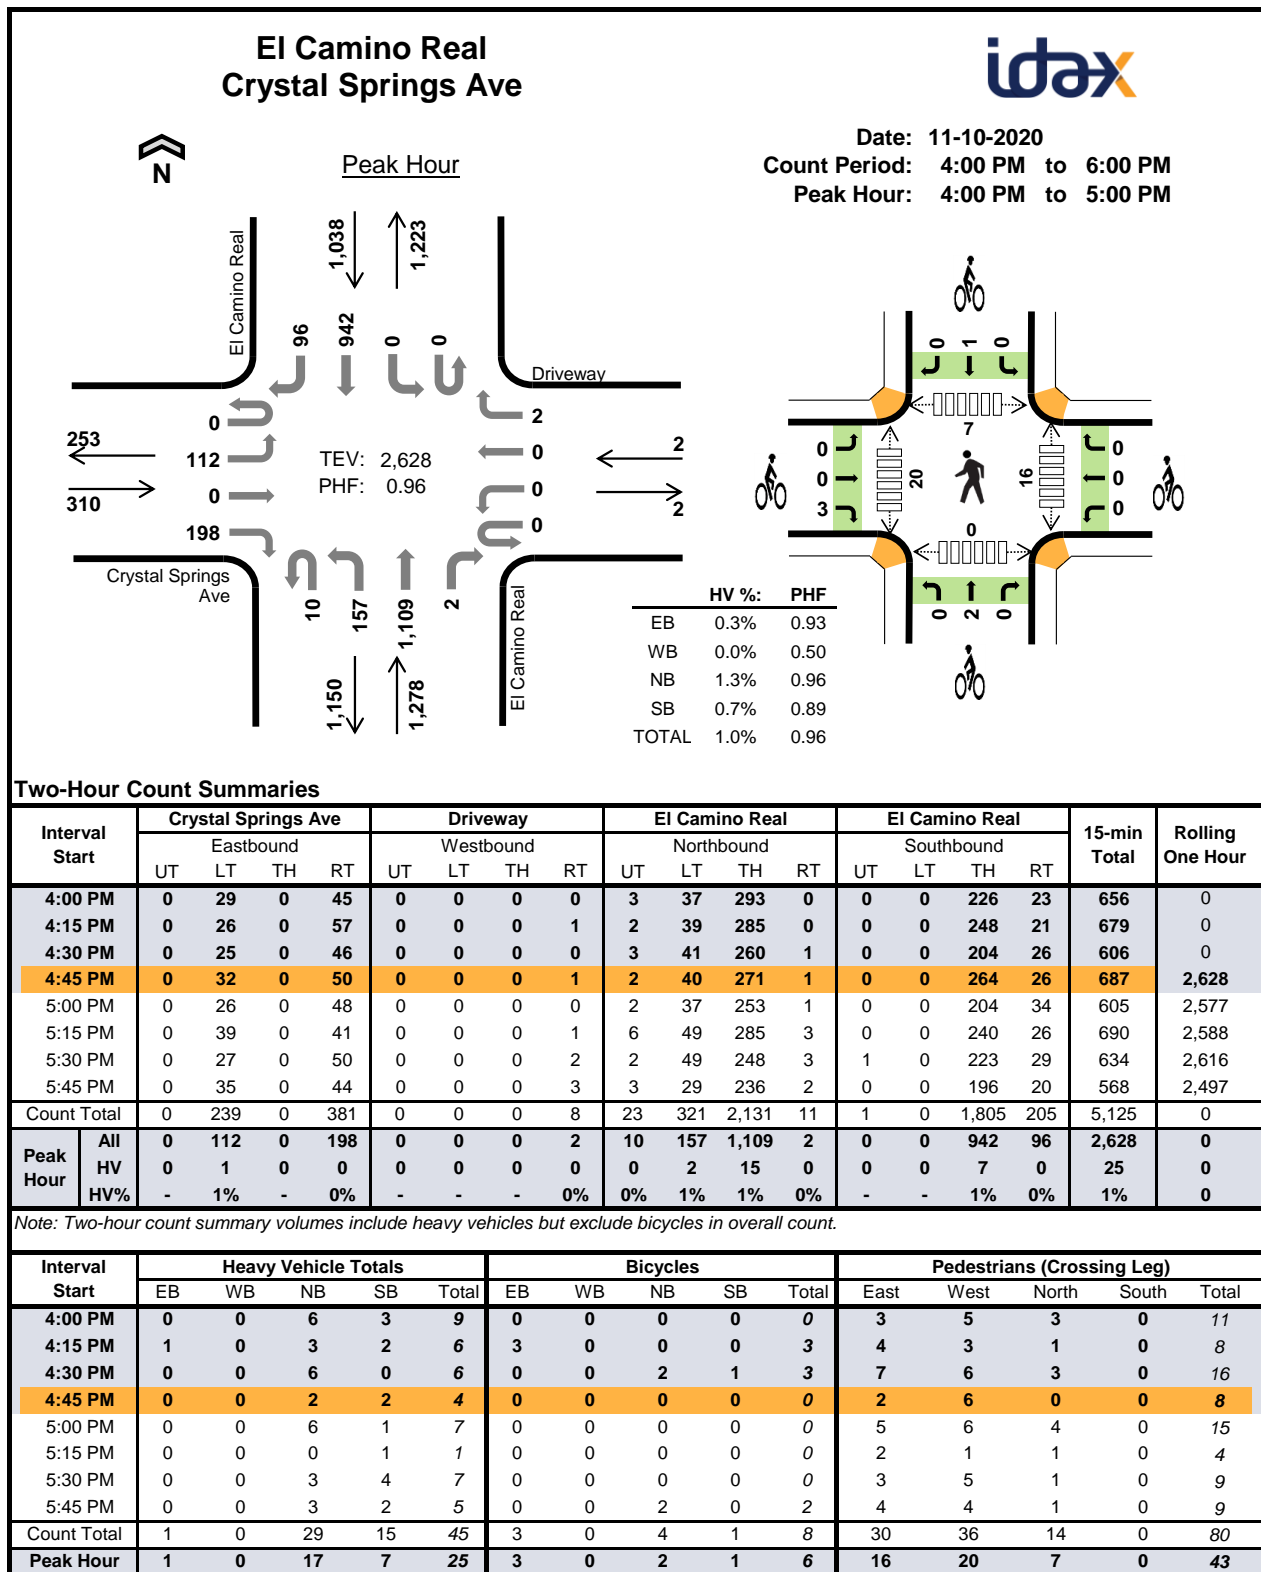 El Camino Real
Crystal Springs Ave
idax
N
Peak Hour
Date: 11-10-2020
Count Period: 4:00 PM to 6:00 PM
Peak Hour: 4:00 PM to 5:00 PM
El Camino Real
1,038
1,223
96
942
0
0
Driveway
0
112
0
198
253
310
TEV: 2,628
PHF: 0.96
2
0
0
0
2
2
Crystal Springs
Ave
10
157
1,109
2
El Camino Real
1,150
1,278
0 1 0
7
0
0
3
20
16
0
0
0
0
0 2 0
HV %: PHF
EB 0.3% 0.93
WB 0.0% 0.50
NB 1.3% 0.96
SB 0.7% 0.89
TOTAL 1.0% 0.96
Two-Hour Count Summaries
Interval Start Crystal Springs Ave Driveway El Camino Real El Camino Real 15-min Total Rolling One Hour
Eastbound Westbound Northbound Southbound
UT LT TH RT UT LT TH RT UT LT TH RT UT LT TH RT
4:00 PM 0 29 0 45 0 0 0 0 3 37 293 0 0 0 226 23 656 0
4:15 PM 0 26 0 57 0 0 0 1 2 39 285 0 0 0 248 21 679 0
4:30 PM 0 25 0 46 0 0 0 0 3 41 260 1 0 0 204 26 606 0
4:45 PM 0 32 0 50 0 0 0 1 2 40 271 1 0 0 264 26 687 2,628
5:00 PM 0 26 0 48 0 0 0 0 2 37 253 1 0 0 204 34 605 2,577
5:15 PM 0 39 0 41 0 0 0 1 6 49 285 3 0 0 240 26 690 2,588
5:30 PM 0 27 0 50 0 0 0 2 2 49 248 3 1 0 223 29 634 2,616
5:45 PM 0 35 0 44 0 0 0 3 3 29 236 2 0 0 196 20 568 2,497
Count Total 0 239 0 381 0 0 0 8 23 321 2,131 11 1 0 1,805 205 5,125 0
Peak Hour All 0 112 0 198 0 0 0 2 10 157 1,109 2 0 0 942 96 2,628 0
HV 0 1 0 0 0 0 0 0 0 2 15 0 0 0 7 0 25 0
HV% - 1% - 0% - - - 0% 0% 1% 1% 0% - - 1% 0% 1% 0
Note: Two-hour count summary volumes include heavy vehicles but exclude bicycles in overall count.
Interval Start Heavy Vehicle Totals Bicycles Pedestrians (Crossing Leg)
EB WB NB SB Total EB WB NB SB Total East West North South Total
4:00 PM 0 0 6 3 9 0 0 0 0 0 3 5 3 0 11
4:15 PM 1 0 3 2 6 3 0 0 0 3 4 3 1 0 8
4:30 PM 0 0 6 0 6 0 0 2 1 3 7 6 3 0 16
4:45 PM 0 0 2 2 4 0 0 0 0 0 2 6 0 0 8
5:00 PM 0 0 6 1 7 0 0 0 0 0 5 6 4 0 15
5:15 PM 0 0 0 1 1 0 0 0 0 0 2 1 1 0 4
5:30 PM 0 0 3 4 7 0 0 0 0 0 3 5 1 0 9
5:45 PM 0 0 3 2 5 0 0 2 0 2 4 4 1 0 9
Count Total 1 0 29 15 45 3 0 4 1 8 30 36 14 0 80
Peak Hour 1 0 17 7 25 3 0 2 1 6 16 20 7 0 43